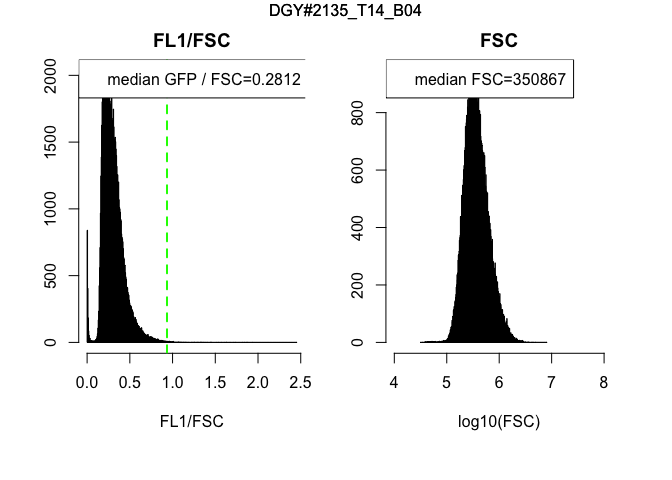 DGY#2135_T14_B04
FL1/FSC
median GFP / FSC=0.2812
2000
1500
1000
500
0
0.0 0.5 1.0 1.5 2.0 2.5
FL1/FSC
FSC
median FSC=350867
800
600
400
200
0
4 5 6 7 8
log10(FSC)